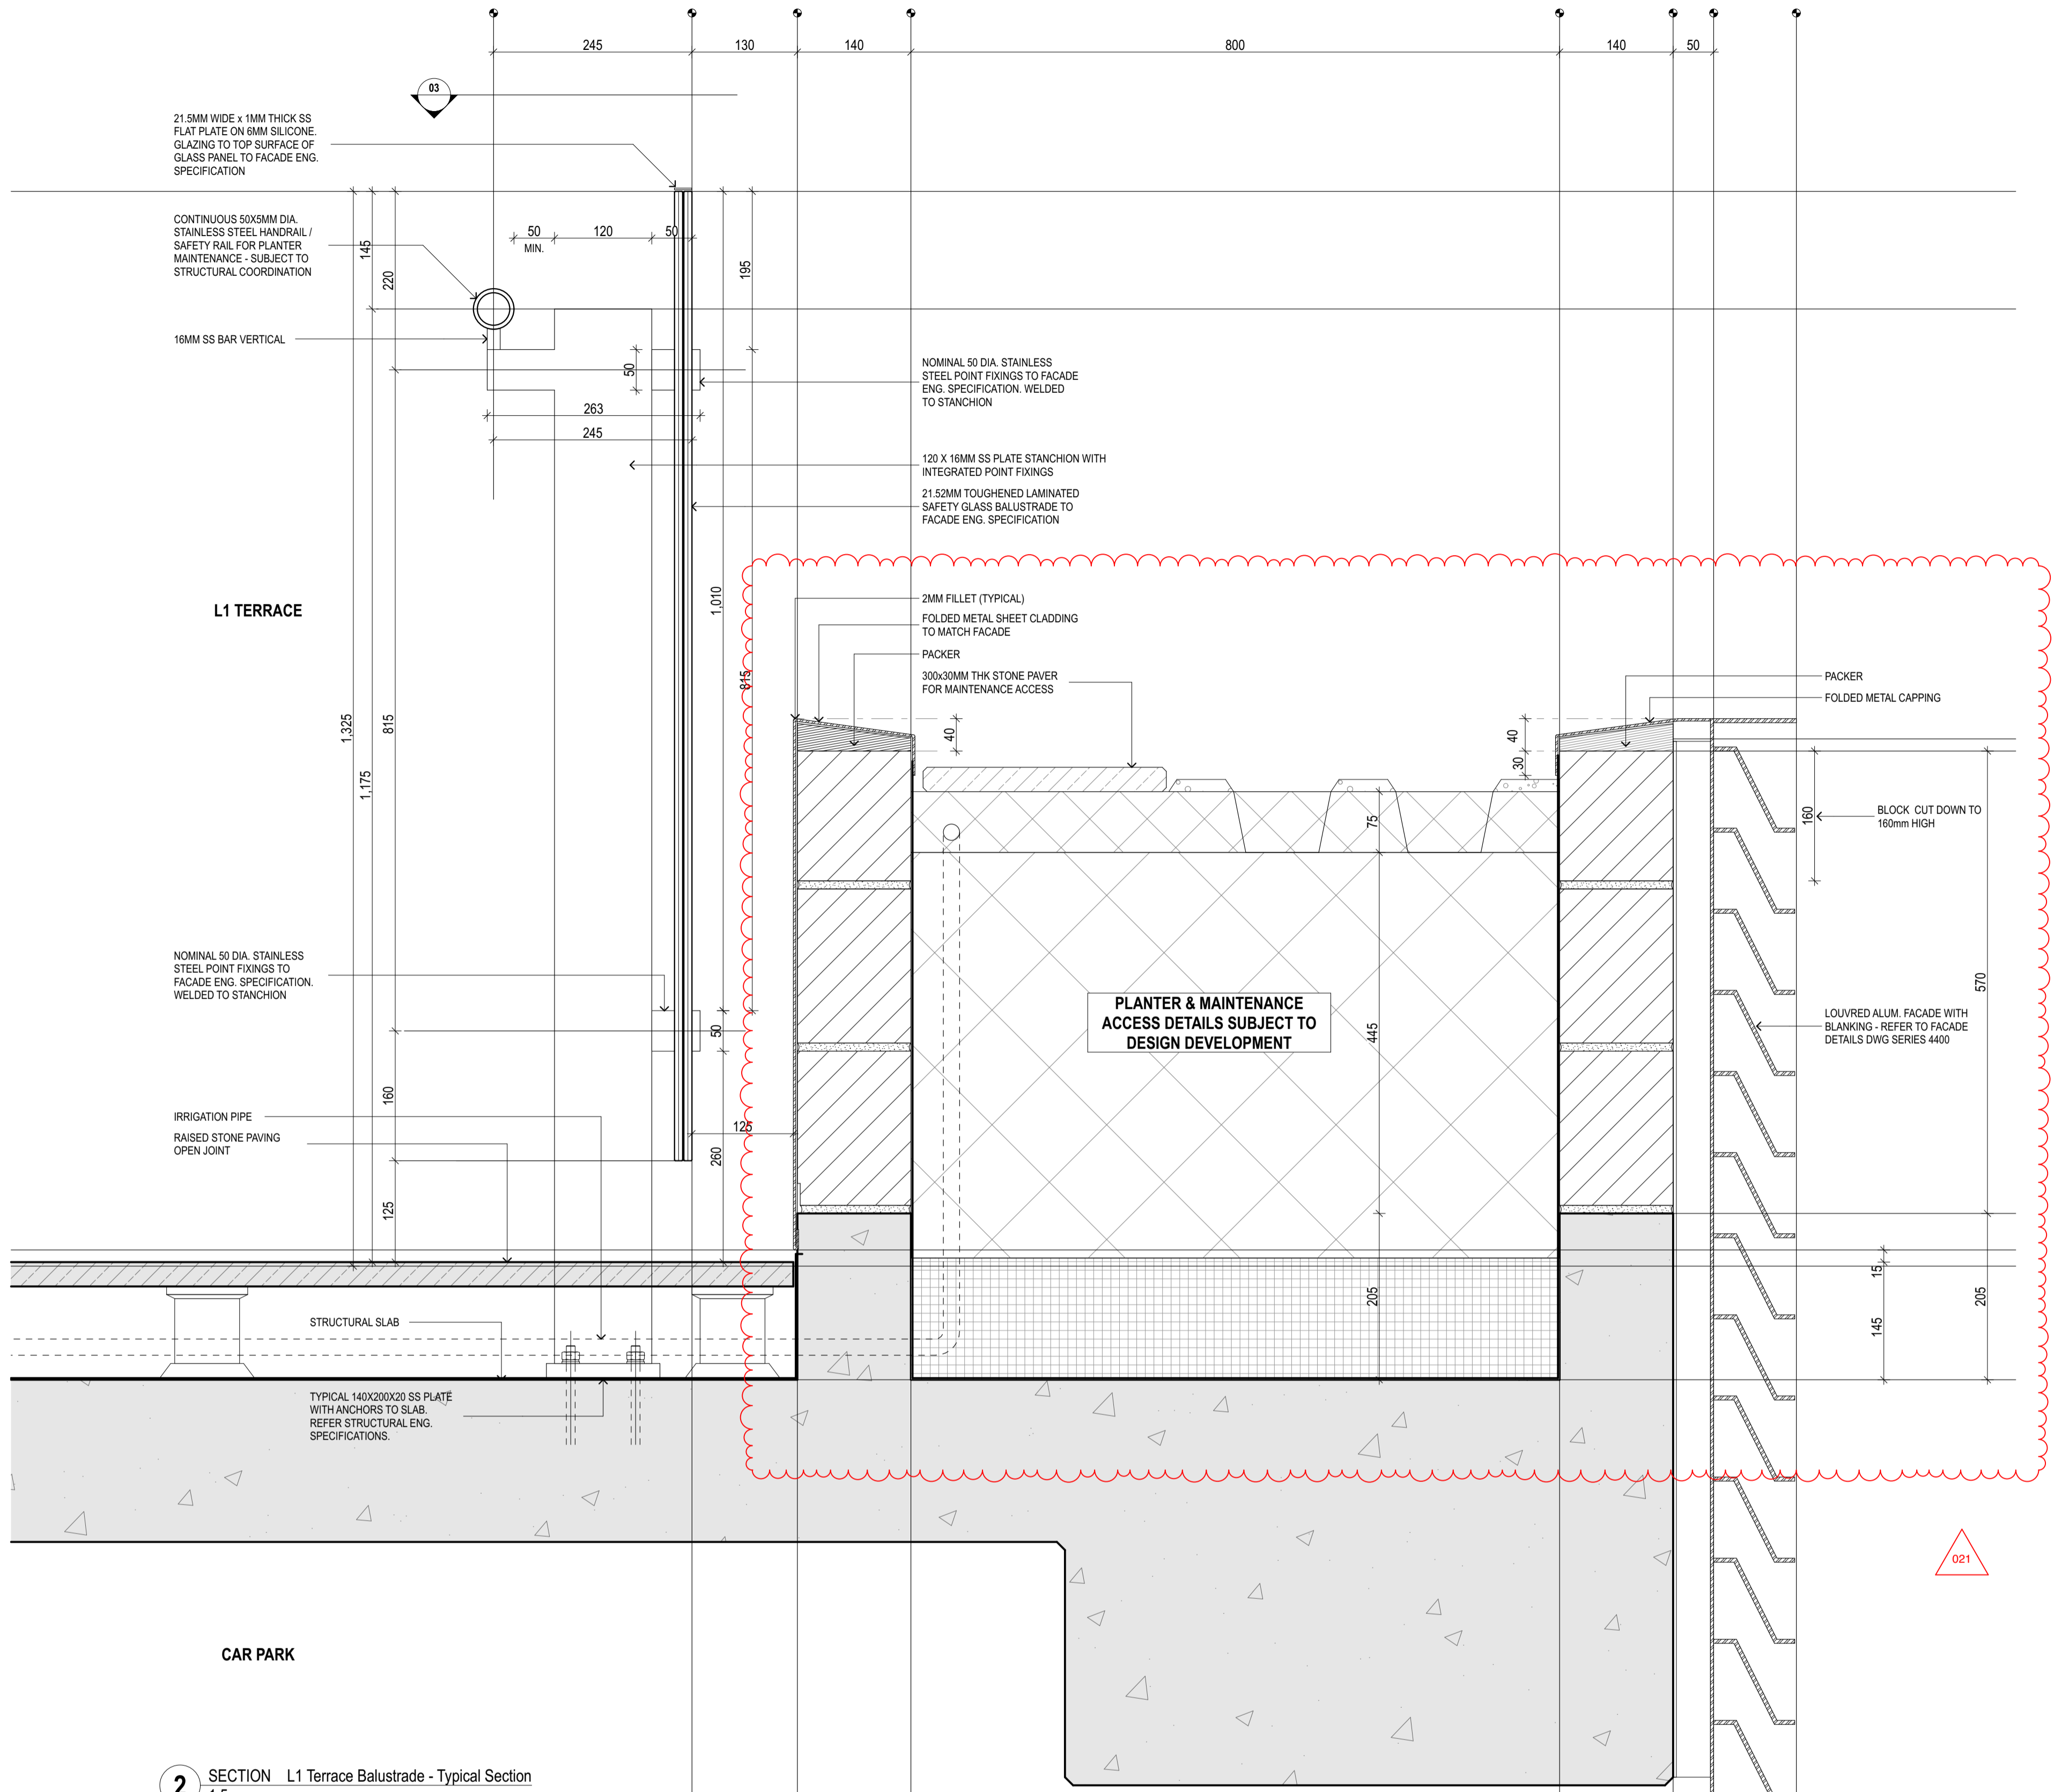 245
130
140
800
140
50
03
21.5MM WIDE x 1MM THICK SS
FLAT PLATE ON 6MM SILICONE.
GLAZING TO TOP SURFACE OF
GLASS PANEL TO FACADE ENG.
SPECIFICATION
CONTINUOUS 50X5MM DIA.
STAINLESS STEEL HANDRAIL /
SAFETY RAIL FOR PLANTER
MAINTENANCE - SUBJECT TO
STRUCTURAL COORDINATION
145
220
50
MIN.
120
50
195
16MM SS BAR VERTICAL
50
263
245
NOMINAL 50 DIA. STAINLESS
STEEL POINT FIXINGS TO FACADE
ENG. SPECIFICATION. WELDED
TO STANCHION
120 X 16MM SS PLATE STANCHION WITH
INTEGRATED POINT FIXINGS
21.52MM TOUGHENED LAMINATED
SAFETY GLASS BALUSTRADE TO
FACADE ENG. SPECIFICATION
L1 TERRACE
1,010
815
1,325
815
1,175
2MM FILLET (TYPICAL)
FOLDED METAL SHEET CLADDING
TO MATCH FACADE
PACKER
300x30MM THK STONE PAVER
FOR MAINTENANCE ACCESS
PACKER
FOLDED METAL CAPPING
40
40
30
75
160
BLOCK CUT DOWN TO
160mm HIGH
NOMINAL 50 DIA. STAINLESS
STEEL POINT FIXINGS TO
FACADE ENG. SPECIFICATION.
WELDED TO STANCHION
50
PLANTER & MAINTENANCE
ACCESS DETAILS SUBJECT TO
DESIGN DEVELOPMENT
445
570
LOUVRED ALUM. FACADE WITH
BLANKING - REFER TO FACADE
DETAILS DWG SERIES 4400
160
IRRIGATION PIPE
RAISED STONE PAVING
OPEN JOINT
125
260
125
205
15
145
205
STRUCTURAL SLAB
TYPICAL 140X200X20 SS PLATE
WITH ANCHORS TO SLAB.
REFER STRUCTURAL ENG.
SPECIFICATIONS.
021
CAR PARK
2
SECTION L1 Terrace Balustrade - Typical Section